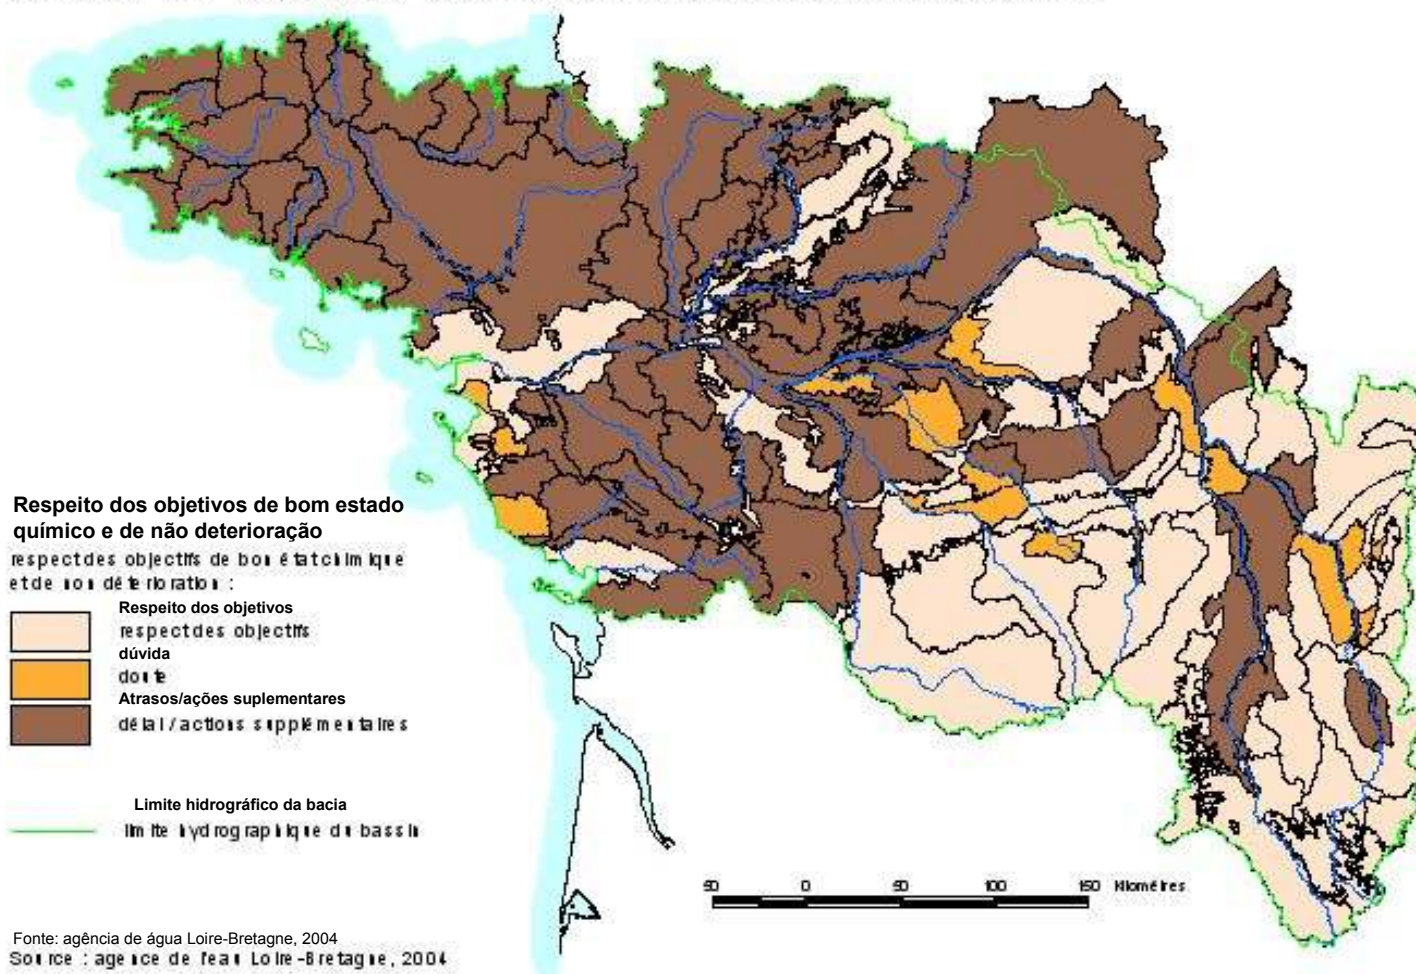 Respeito dos objetivos de bom estado
químico e de não deterioração
respect des objectifs de bon état chimique
et de non détérioration :
Respeito dos objetivos
respect des objectifs
dúvida
doute
Atrasos/ações suplementares
délai / actions supplémentaires
Limite hidrográfico da bacia
limite hydrographique du bassin
50 0 50 100 150 Kilomètres
Fonte: agência de água Loire-Bretagne, 2004
Source : agence de l'eau Loire-Bretagne, 2004